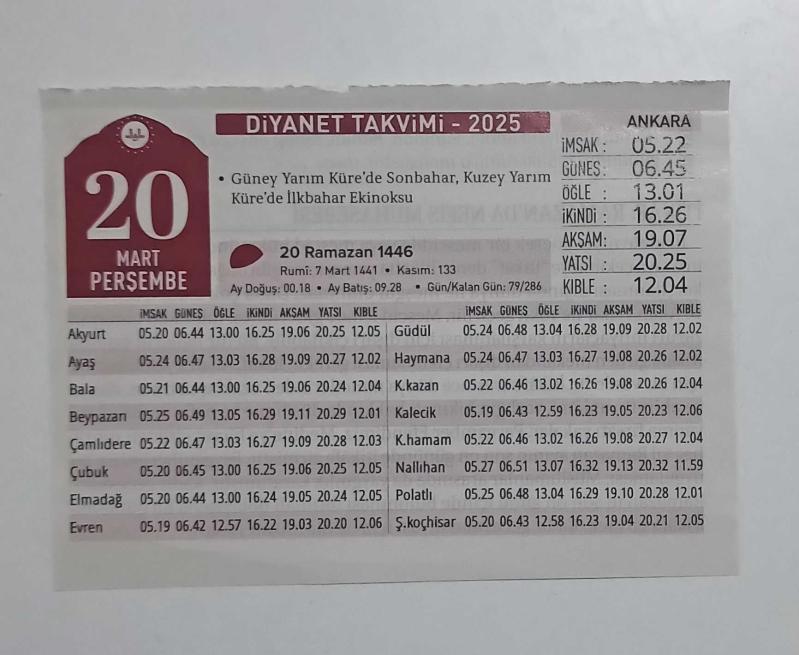 DİYANET TAKVİMİ - 2025
20
MART
PERŞEMBE
• Güney Yarım Küre'de Sonbahar, Kuzey Yarım
Küre'de İlkbahar Ekinoksu
20 Ramazan 1446
Rumî: 7 Mart 1441 • Kasım: 133
Ay Doğuş: 00.18 • Ay Batış: 09.28 • Gün/Kalan Gün: 79/286
ANKARA
İMSAK : 05.22
GÜNEŞ : 06.45
ÖĞLE : 13.01
İKİNDİ : 16.26
AKŞAM: 19.07
YATSI : 20.25
KIBLE : 12.04
İMSAK GÜNEŞ ÖĞLE İKİNDİ AKŞAM YATSI KIBLE
Akyurt 05.20 06.44 13.00 16.25 19.06 20.25 12.05
Ayaş 05.24 06.47 13.03 16.28 19.09 20.27 12.02
Bala 05.21 06.44 13.00 16.25 19.06 20.24 12.04
Beypazarı 05.25 06.49 13.05 16.29 19.11 20.29 12.01
Çamlıdere 05.22 06.47 13.03 16.27 19.09 20.28 12.03
Çubuk 05.20 06.45 13.00 16.25 19.06 20.25 12.05
Elmadağ 05.20 06.44 13.00 16.24 19.05 20.24 12.05
Evren 05.19 06.42 12.57 16.22 19.03 20.20 12.06
İMSAK GÜNEŞ ÖĞLE İKİNDİ AKŞAM YATSI KIBLE
Güdül 05.24 06.48 13.04 16.28 19.09 20.28 12.02
Haymana 05.24 06.47 13.03 16.27 19.08 20.26 12.02
K.kazan 05.22 06.46 13.02 16.26 19.08 20.26 12.04
Kalecik 05.19 06.43 12.59 16.23 19.05 20.23 12.06
K.hamam 05.22 06.46 13.02 16.26 19.08 20.27 12.04
Nallıhan 05.27 06.51 13.07 16.32 19.13 20.32 11.59
Polatlı 05.25 06.48 13.04 16.29 19.10 20.28 12.01
Ş.koçhisar 05.20 06.43 12.58 16.23 19.04 20.21 12.05